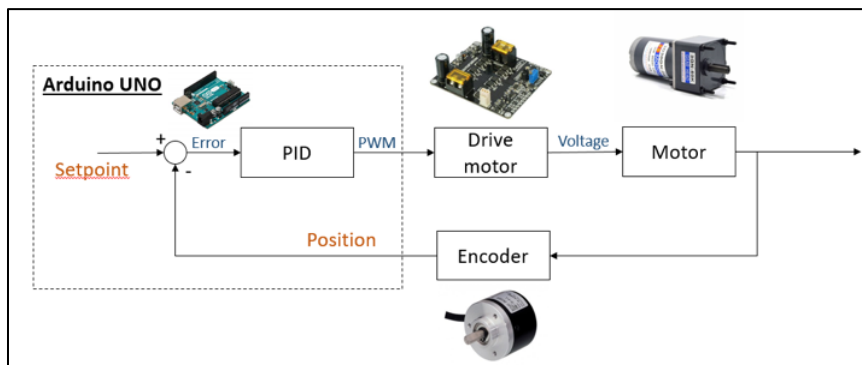 Arduino UNO
+
Error
PID
PWM
Drive
motor
Voltage
Motor
Setpoint
-
Position
Encoder